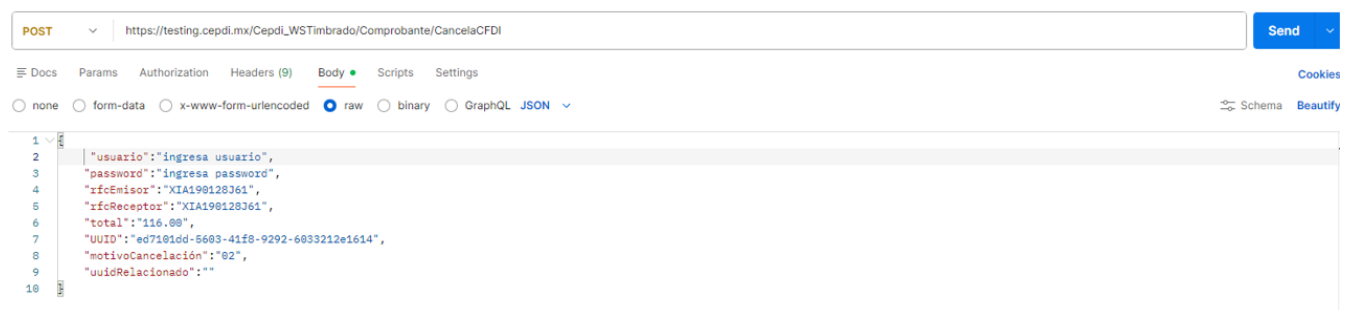 POST https://testing.cepdi.mx/Cepdi_WSTimbrado/Comprobante/CancelaCFDI Send
Docs Params Authorization Headers (9) Body Scripts Settings Cookies
none form-data x-www-form-urlencoded raw binary GraphQL JSON Schema Beautify
1 {
2 "usuario":"ingresa usuario",
3 "password":"ingresa password",
4 "rfcEmisor":"XIA190128J61",
5 "rfcReceptor":"XIA190128J61",
6 "total":"116.00",
7 "UUID":"ed7101dd-5603-41f8-9292-6033212e1614",
8 "motivoCancelación":"02",
9 "uuidRelacionado":""
10 }